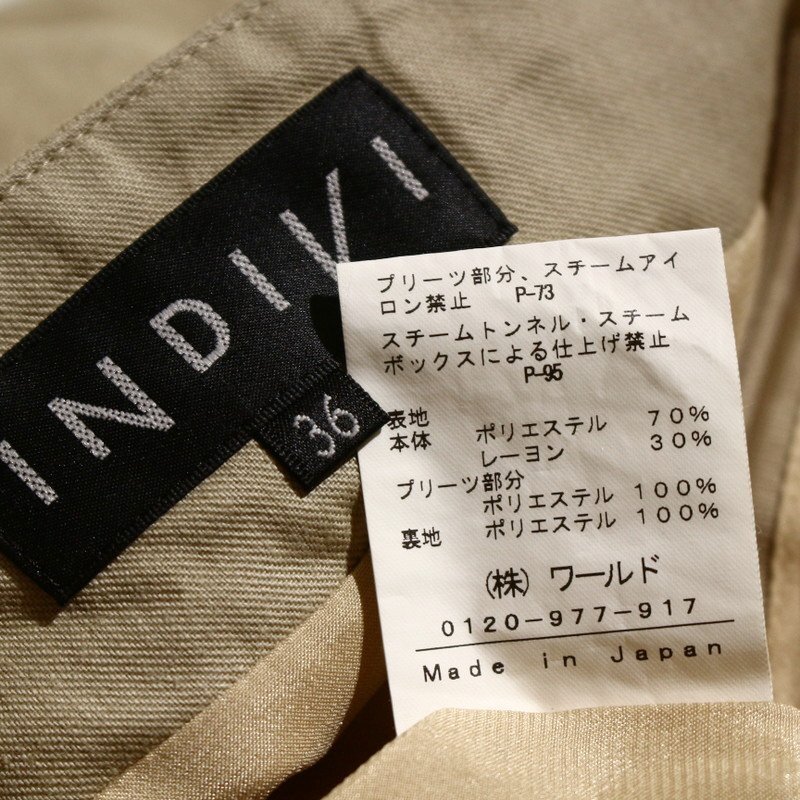 INDIKI
36
プリーツ部分、スチームアイ
ロン禁止 P-73
スチームトンネル・スチーム
ボックスによる仕上げ禁止
P-95
表地
本体 ポリエステル 70%
レーヨン 30%
プリーツ部分
ポリエステル 100%
裏地 ポリエステル 100%
(株) ワールド
0120-977-917
Made in Japan